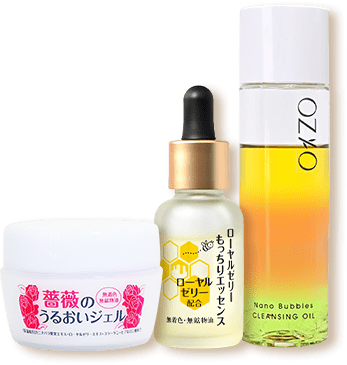 薔薇の
うるおいジェル
無着色
無鉱物油
ローヤルゼリー
もっちりエッセンス
ローヤル
ゼリー
配合
無着色・無鉱物油
OZIO
Nano Bubbles
CLEANSING OIL